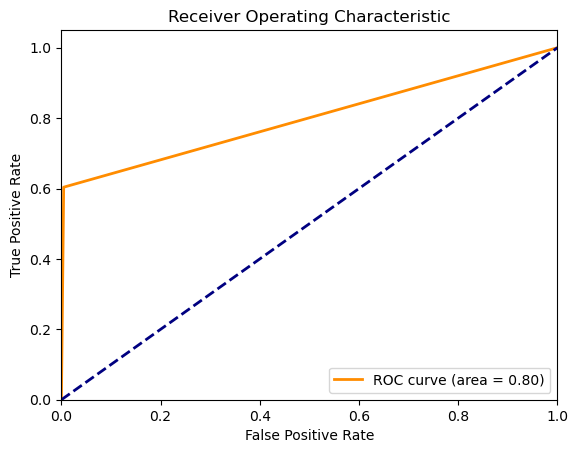 Receiver Operating Characteristic
True Positive Rate
1.0
0.8
0.6
0.4
0.2
0.0
0.0 0.2 0.4 0.6 0.8 1.0
False Positive Rate
ROC curve (area = 0.80)